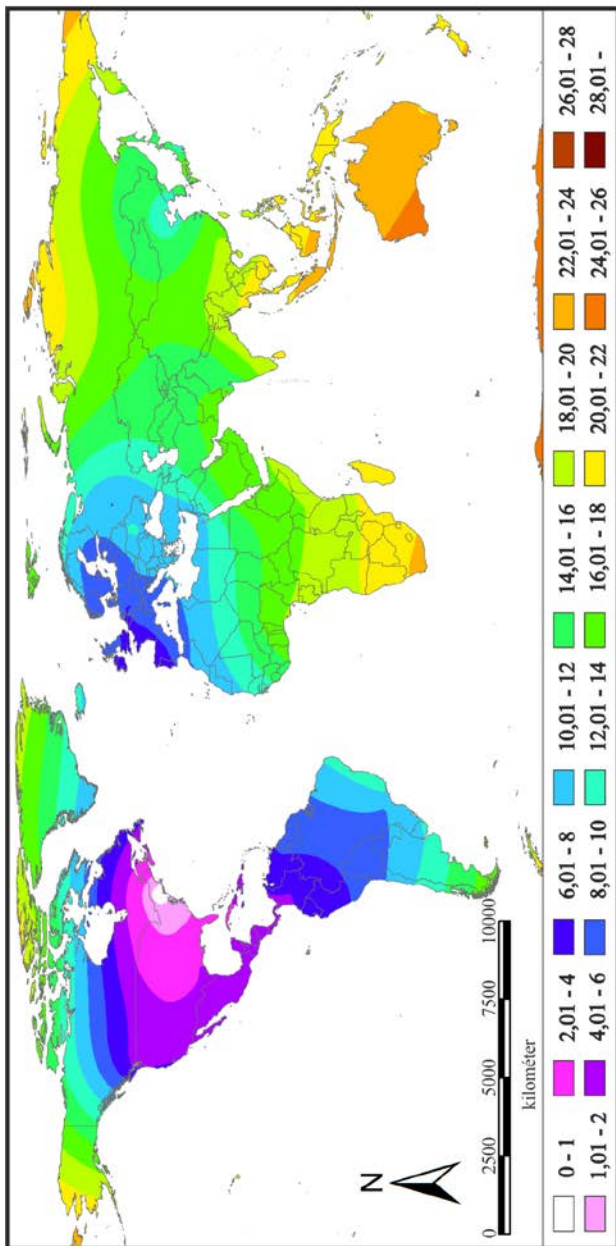 N
0 2500 5000 7500 10000
kilométer
0 - 1 2,01 - 4 6,01 - 8 10,01 - 12 14,01 - 16 18,01 - 20 22,01 - 24 26,01 - 28
1,01 - 2 4,01 - 6 8,01 - 10 12,01 - 14 16,01 - 18 20,01 - 22 24,01 - 26 28,01 -